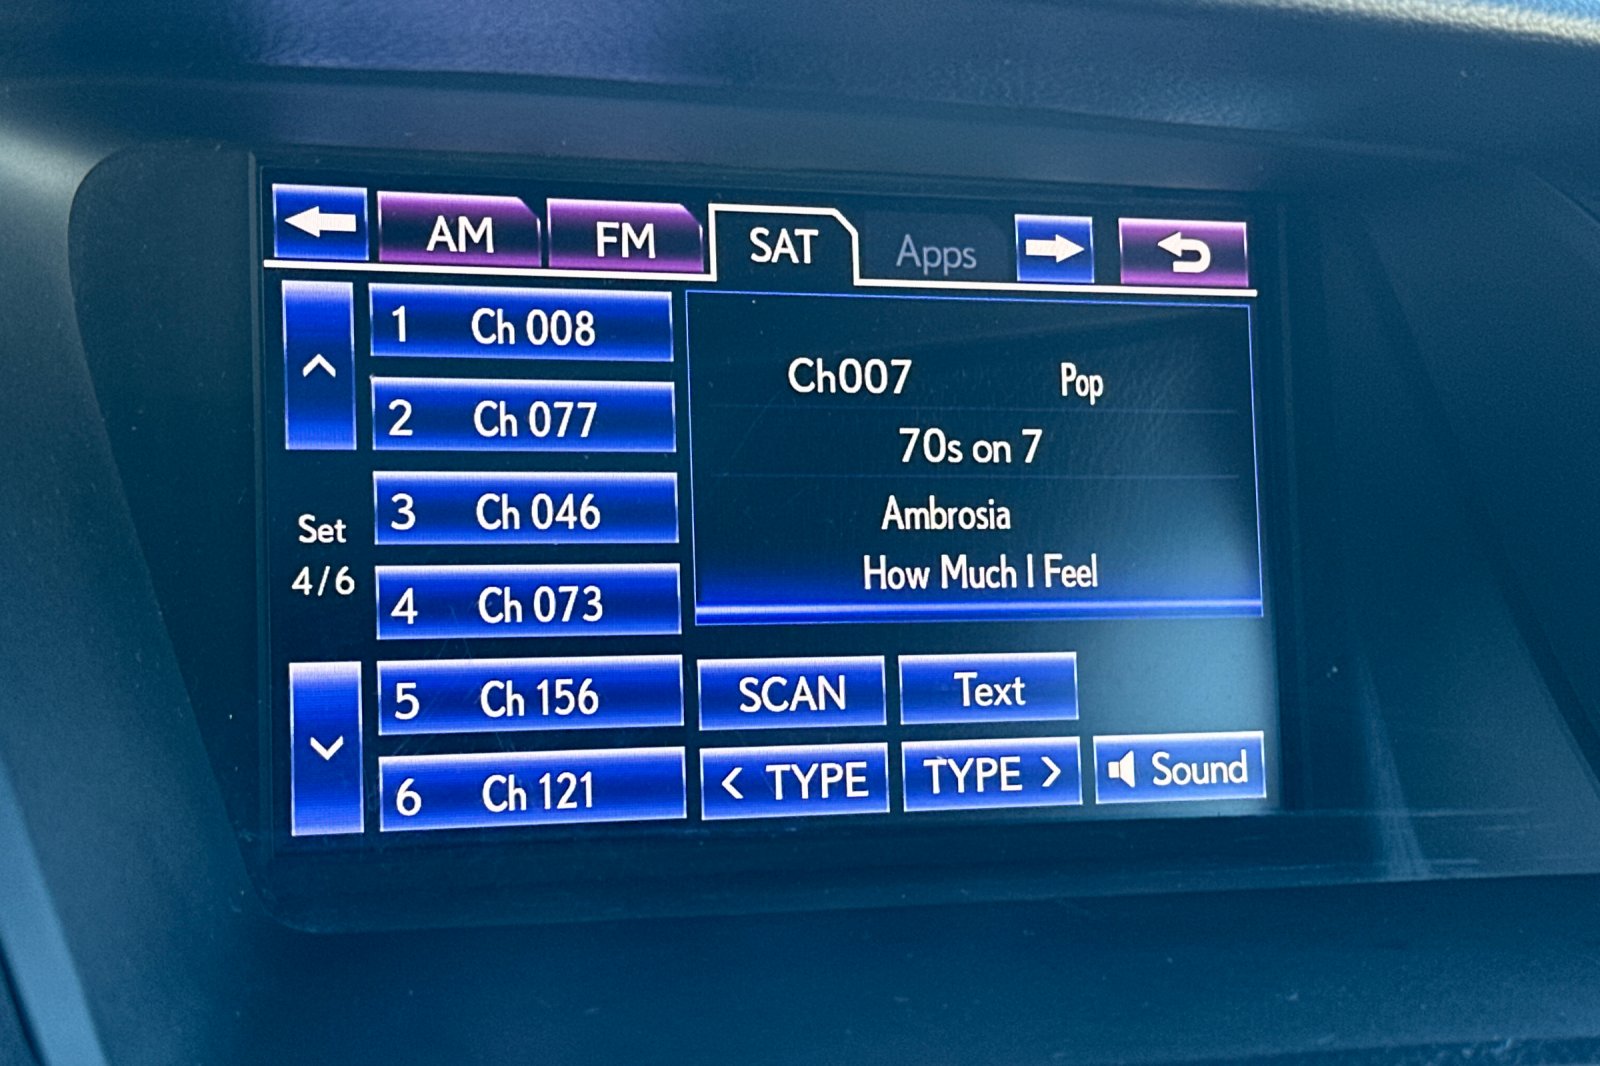 AM FM SAT Apps
1 Ch 008
2 Ch 077
3 Ch 046
4 Ch 073
5 Ch 156
6 Ch 121
Set
4/6
Ch007 Pop
70s on 7
Ambrosia
How Much I Feel
SCAN Text
< TYPE TYPE > Sound